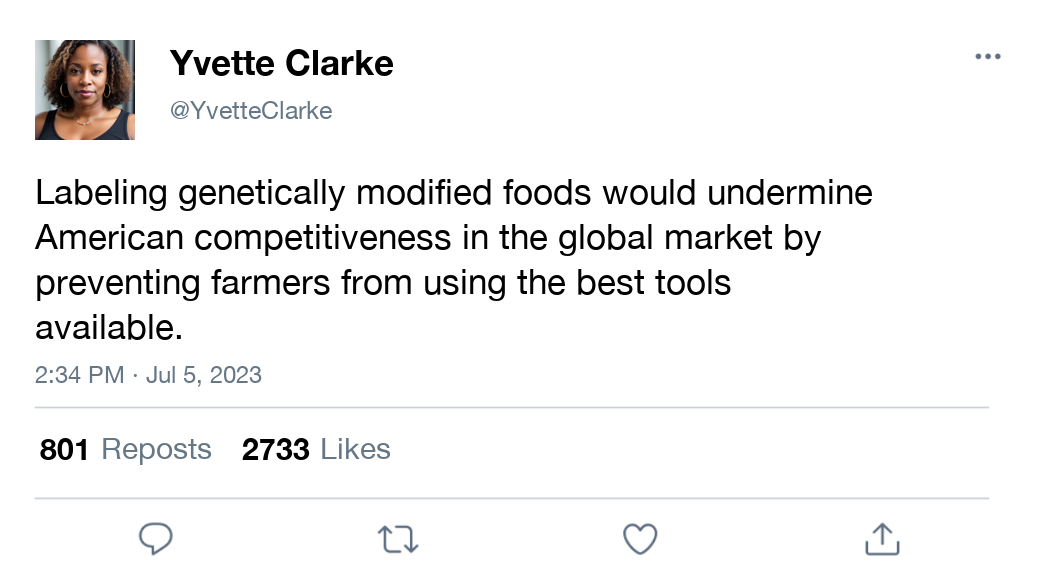 Yvette Clarke
@YvetteClarke
Labeling genetically modified foods would undermine
American competitiveness in the global market by
preventing farmers from using the best tools
available.
2:34 PM · Jul 5, 2023
801 Reposts 2733 Likes